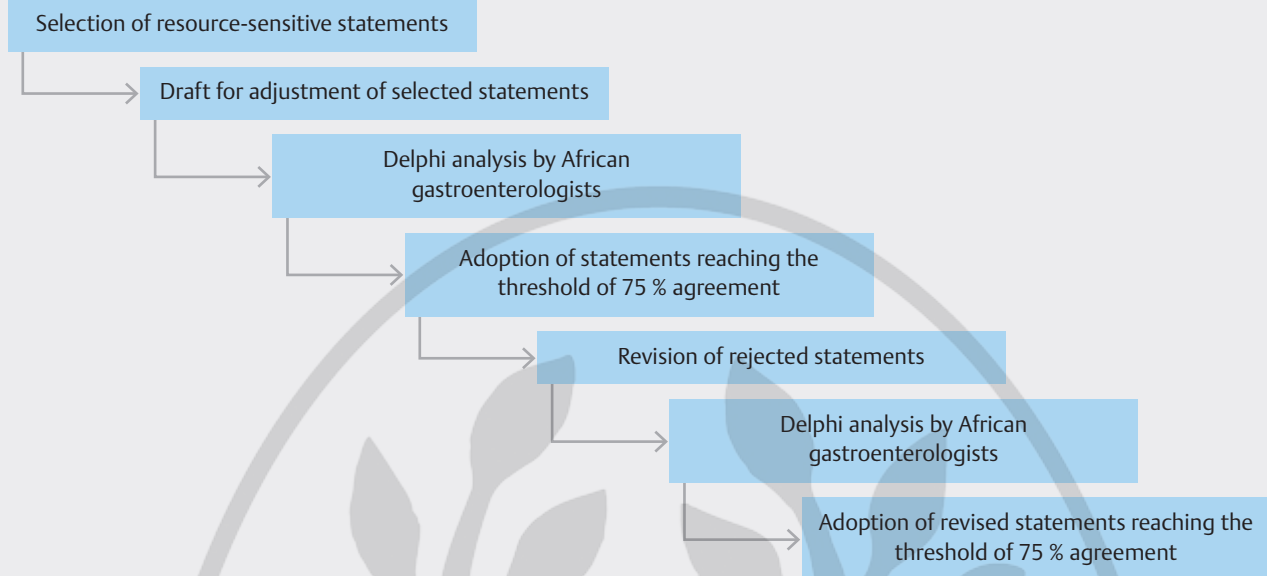 Selection of resource-sensitive statements
Draft for adjustment of selected statements
Delphi analysis by African
gastroenterologists
Adoption of statements reaching the
threshold of 75 % agreement
Revision of rejected statements
Delphi analysis by African
gastroenterologists
Adoption of revised statements reaching the
threshold of 75 % agreement